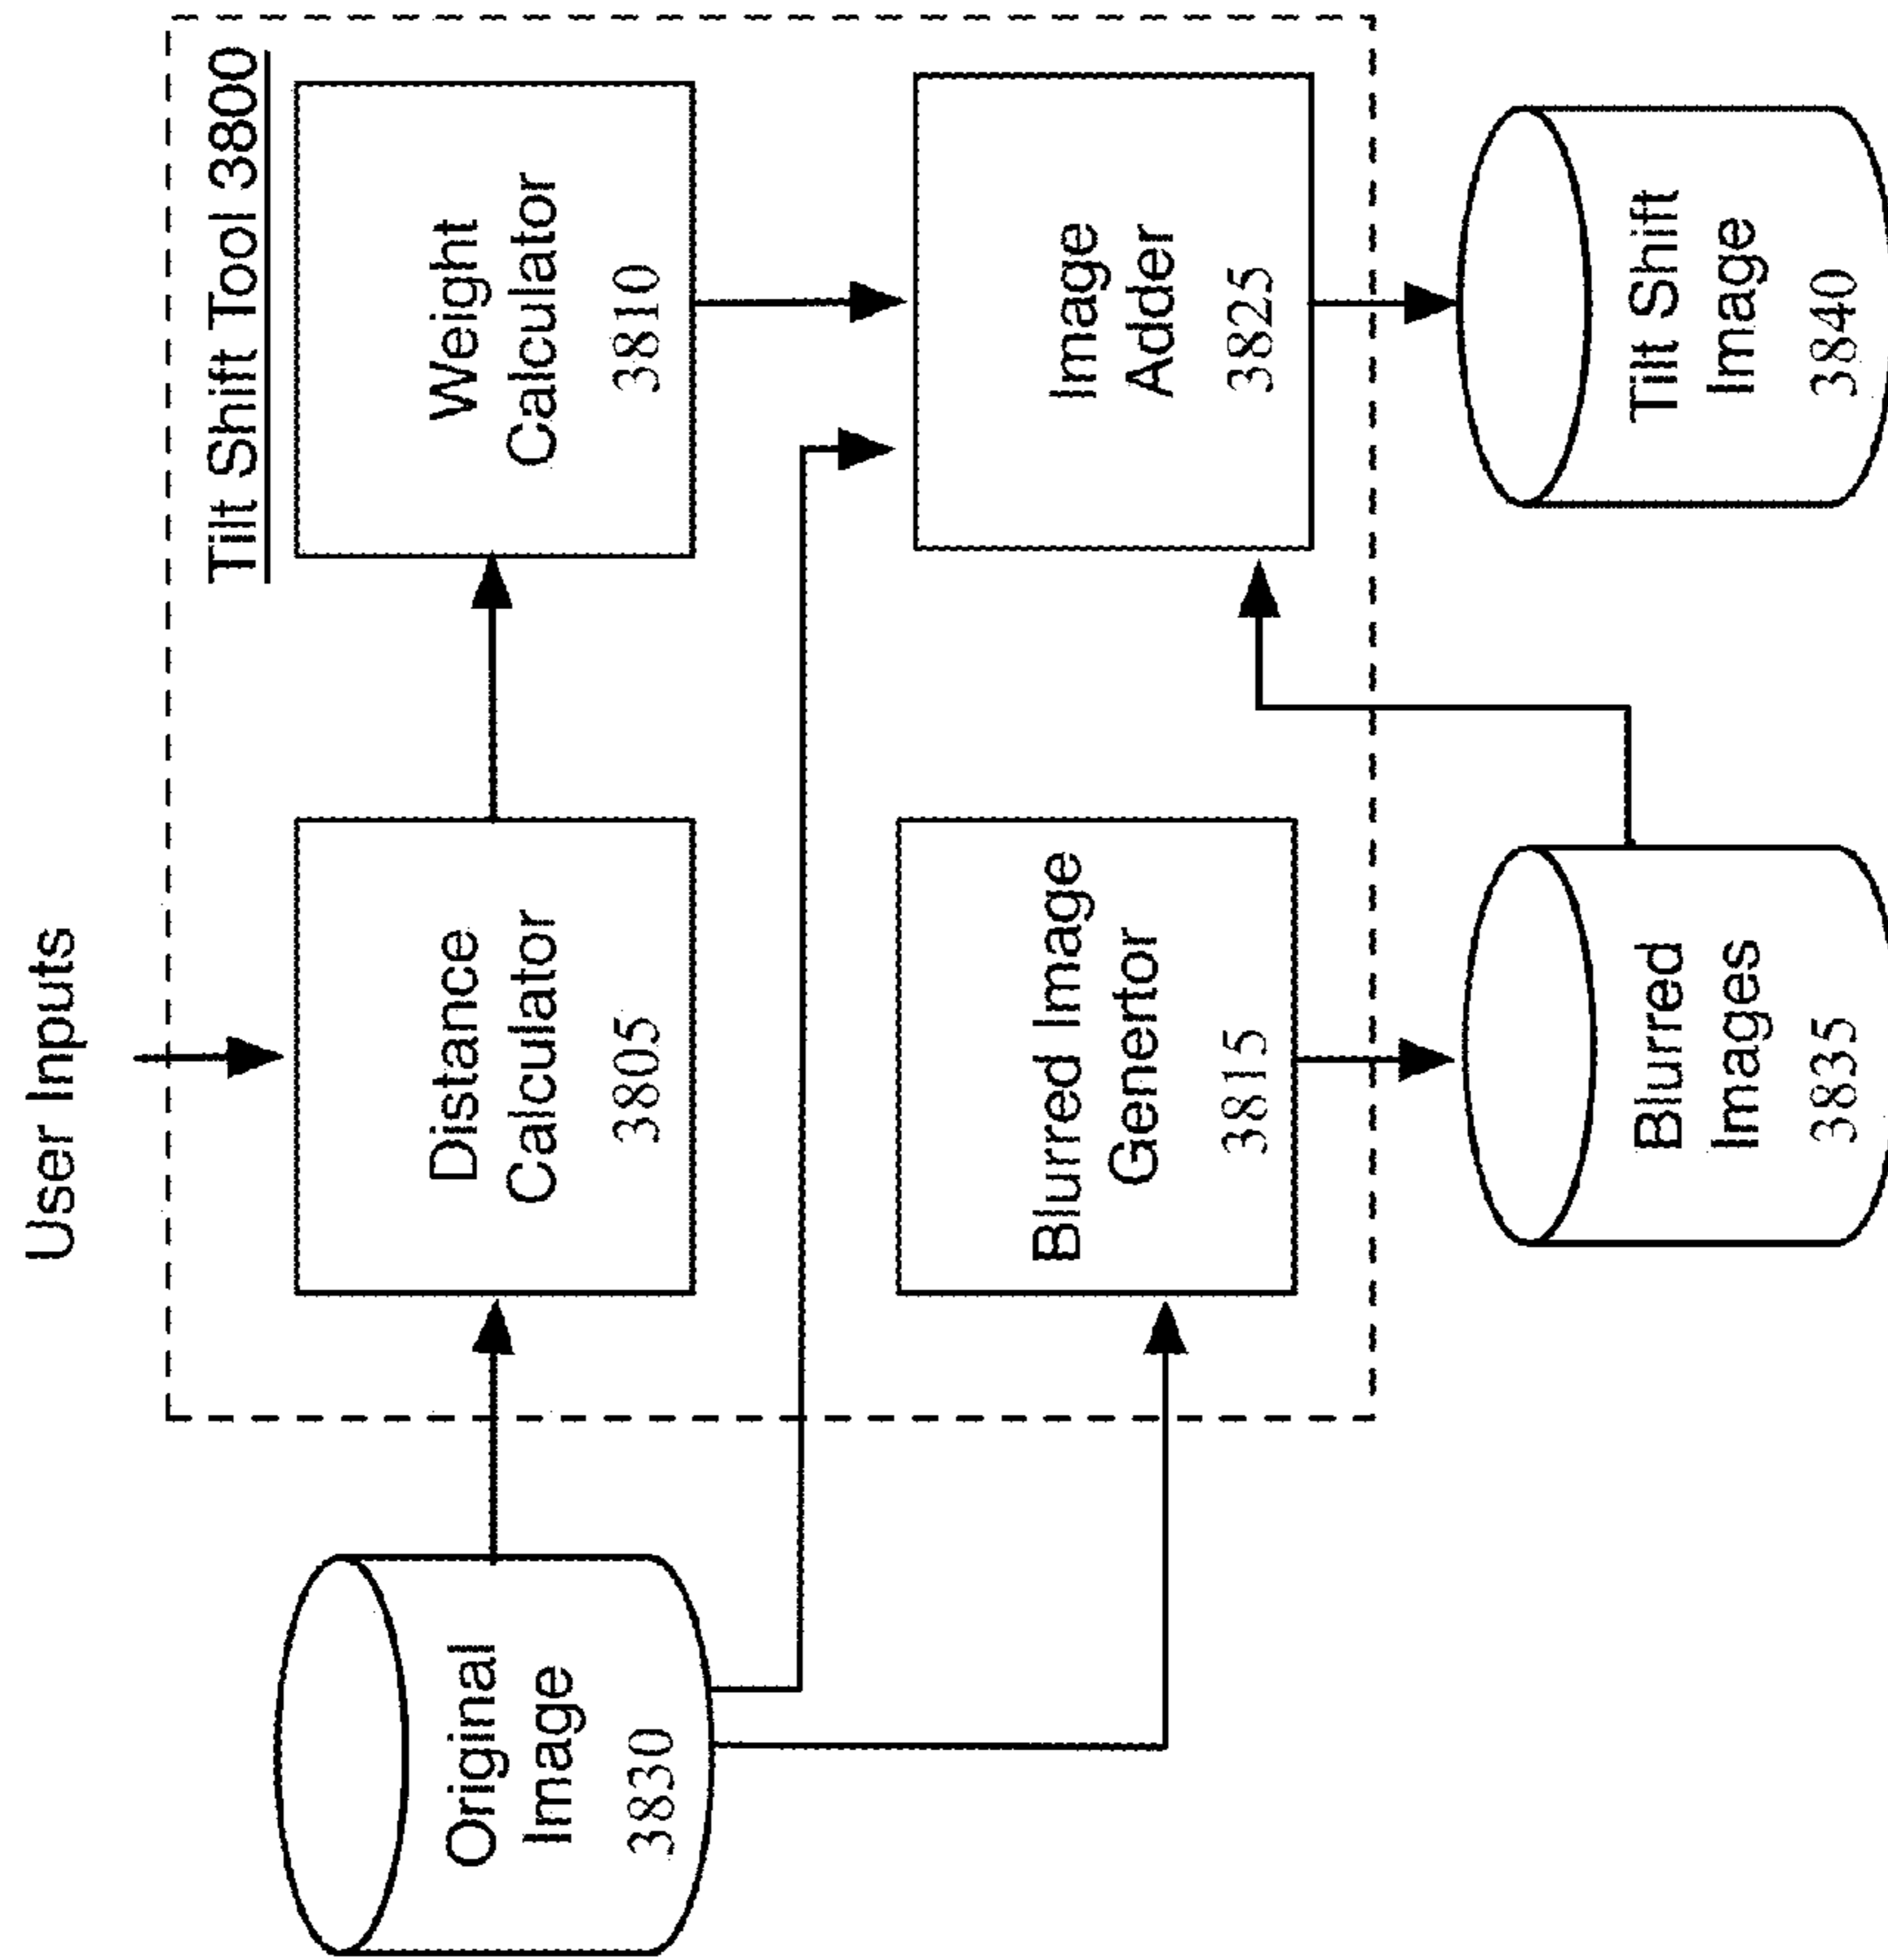 User Inputs
Tilt Shift Tool 3800
Original
Image
3830
Distance
Calculator
3805
Weight
Calculator
3810
Blurred Image
Genertor
3815
Image
Adder
3825
Blurred
Images
3835
Tilt Shift
Image
3840